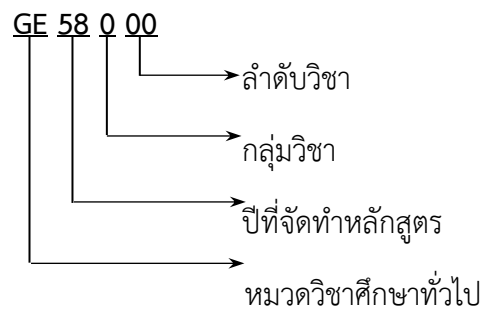 GE 58 0 00
ลำดับวิชา
กลุ่มวิชา
ปีที่จัดทำหลักสูตร
หมวดวิชาศึกษาทั่วไป